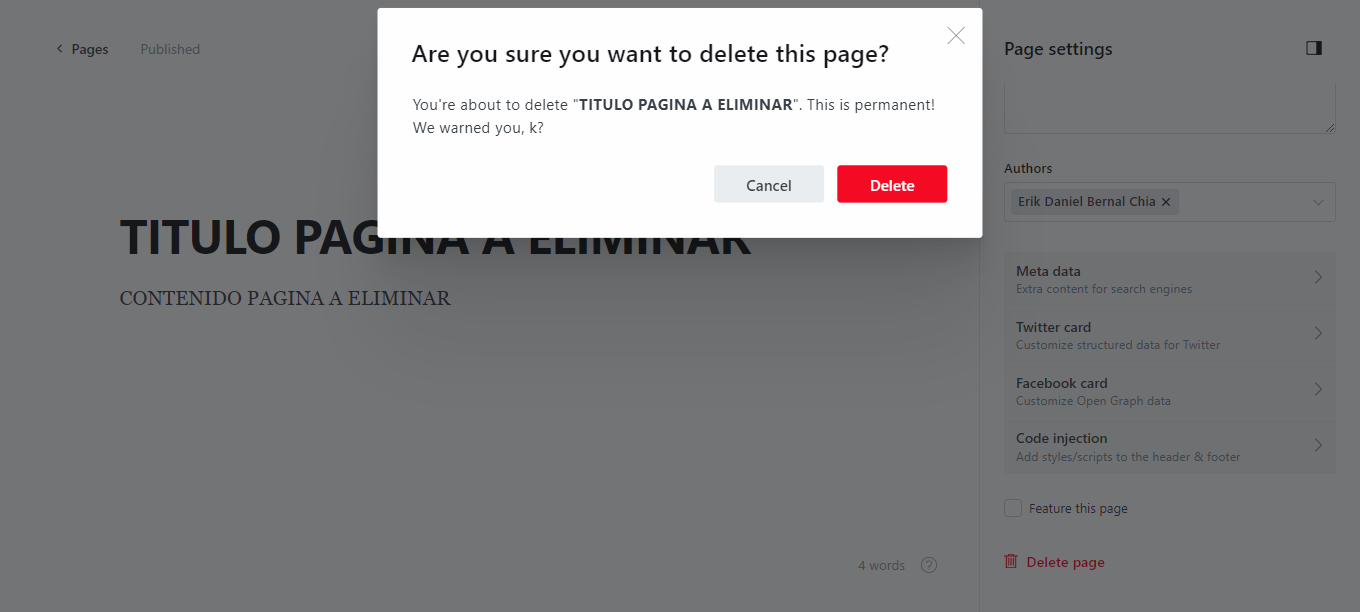 Pages
Published
Are you sure you want to delete this page?
You're about to delete "TITULO PAGINA A ELIMINAR". This is permanent!
We warned you, k?
Cancel
Delete
TITULO PAGINA A ELIMINAR
CONTENIDO PAGINA A ELIMINAR
4 words
?
Page settings
Authors
Erik Daniel Bernal Chia
Meta data
Extra content for search engines
Twitter card
Customize structured data for Twitter
Facebook card
Customize Open Graph data
Code injection
Add styles/scripts to the header & footer
Feature this page
Delete page